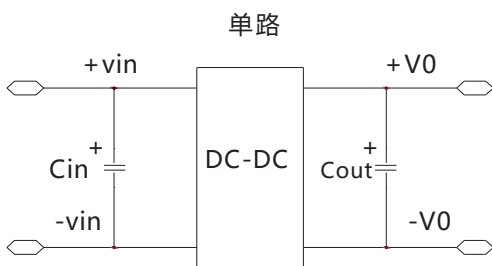 单路
+vin
+V0
+
Cin
DC-DC
+
Cout
-vin
-V0